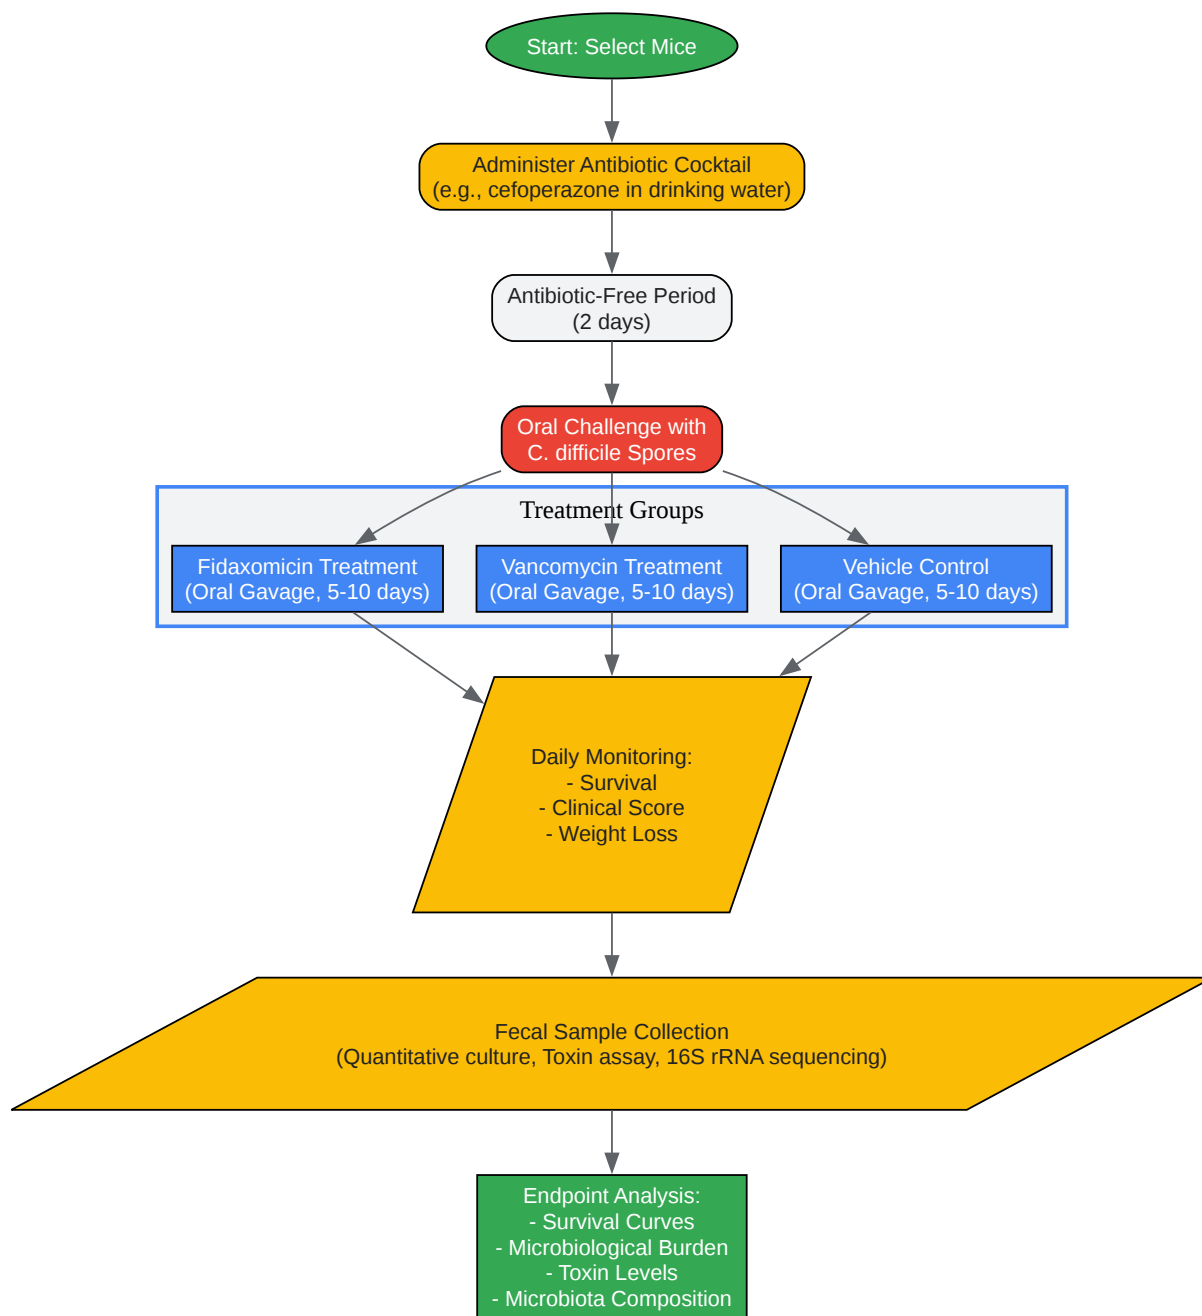 Start: Select Mice
Administer Antibiotic Cocktail
(e.g., cefoperazone in drinking water)
Antibiotic-Free Period
(2 days)
Oral Challenge with
C. difficile Spores
Treatment Groups
Fidaxomicin Treatment
(Oral Gavage, 5-10 days)
Vancomycin Treatment
(Oral Gavage, 5-10 days)
Vehicle Control
(Oral Gavage, 5-10 days)
Daily Monitoring:
- Survival
- Clinical Score
- Weight Loss
Fecal Sample Collection
(Quantitative culture, Toxin assay, 16S rRNA sequencing)
Endpoint Analysis:
- Survival Curves
- Microbiological Burden
- Toxin Levels
- Microbiota Composition